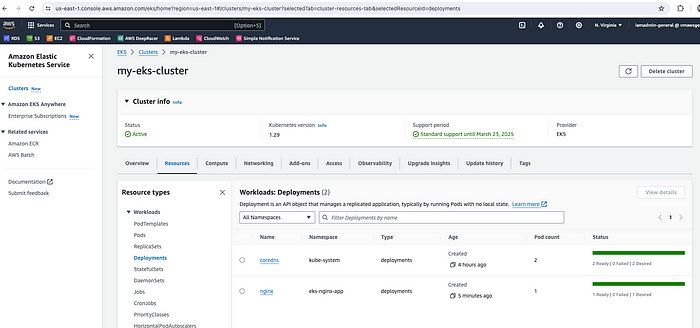 us-east-1.console.aws.amazon.com/eks/home?region=us-east-1#/clusters/my-eks-cluster?selectedTab=cluster-resources-tab&selectedResourceId=deployments
aws Services Search [Option+S] N. Virginia iamadmin-general @
RDS S3 EC2 CloudFormation AWS DeepRacer Lambda CloudWatch Simple Notification Service
Amazon Elastic
Kubernetes Service
Clusters New
Amazon EKS Anywhere
Enterprise Subscriptions New
Related services
Amazon ECR
AWS Batch
Documentation
Submit feedback
EKS > Clusters > my-eks-cluster
my-eks-cluster
Delete cluster
Cluster info Info
Status Kubernetes version Info Support period Provider
Active 1.29 Standard support until March 23, 2025 EKS
Overview Resources Compute Networking Add-ons Access Observability Upgrade insights Update history Tags
Resource types
Workloads
PodTemplates
Pods
ReplicaSets
Deployments
StatefulSets
DaemonSets
Jobs
CronJobs
PriorityClasses
HorizontalPodAutoscalers
Workloads: Deployments (2)
View details
Deployment is an API object that manages a replicated application, typically by running Pods with no local state. Learn more
All Namespaces Filter Deployments by name 1
Name Namespace Type Age Pod count Status
coredns kube-system deployments Created 4 hours ago 2 2 Ready | 0 Failed | 2 Desired
nginx eks-nginx-app deployments Created 5 minutes ago 1 1 Ready | 0 Failed | 1 Desired